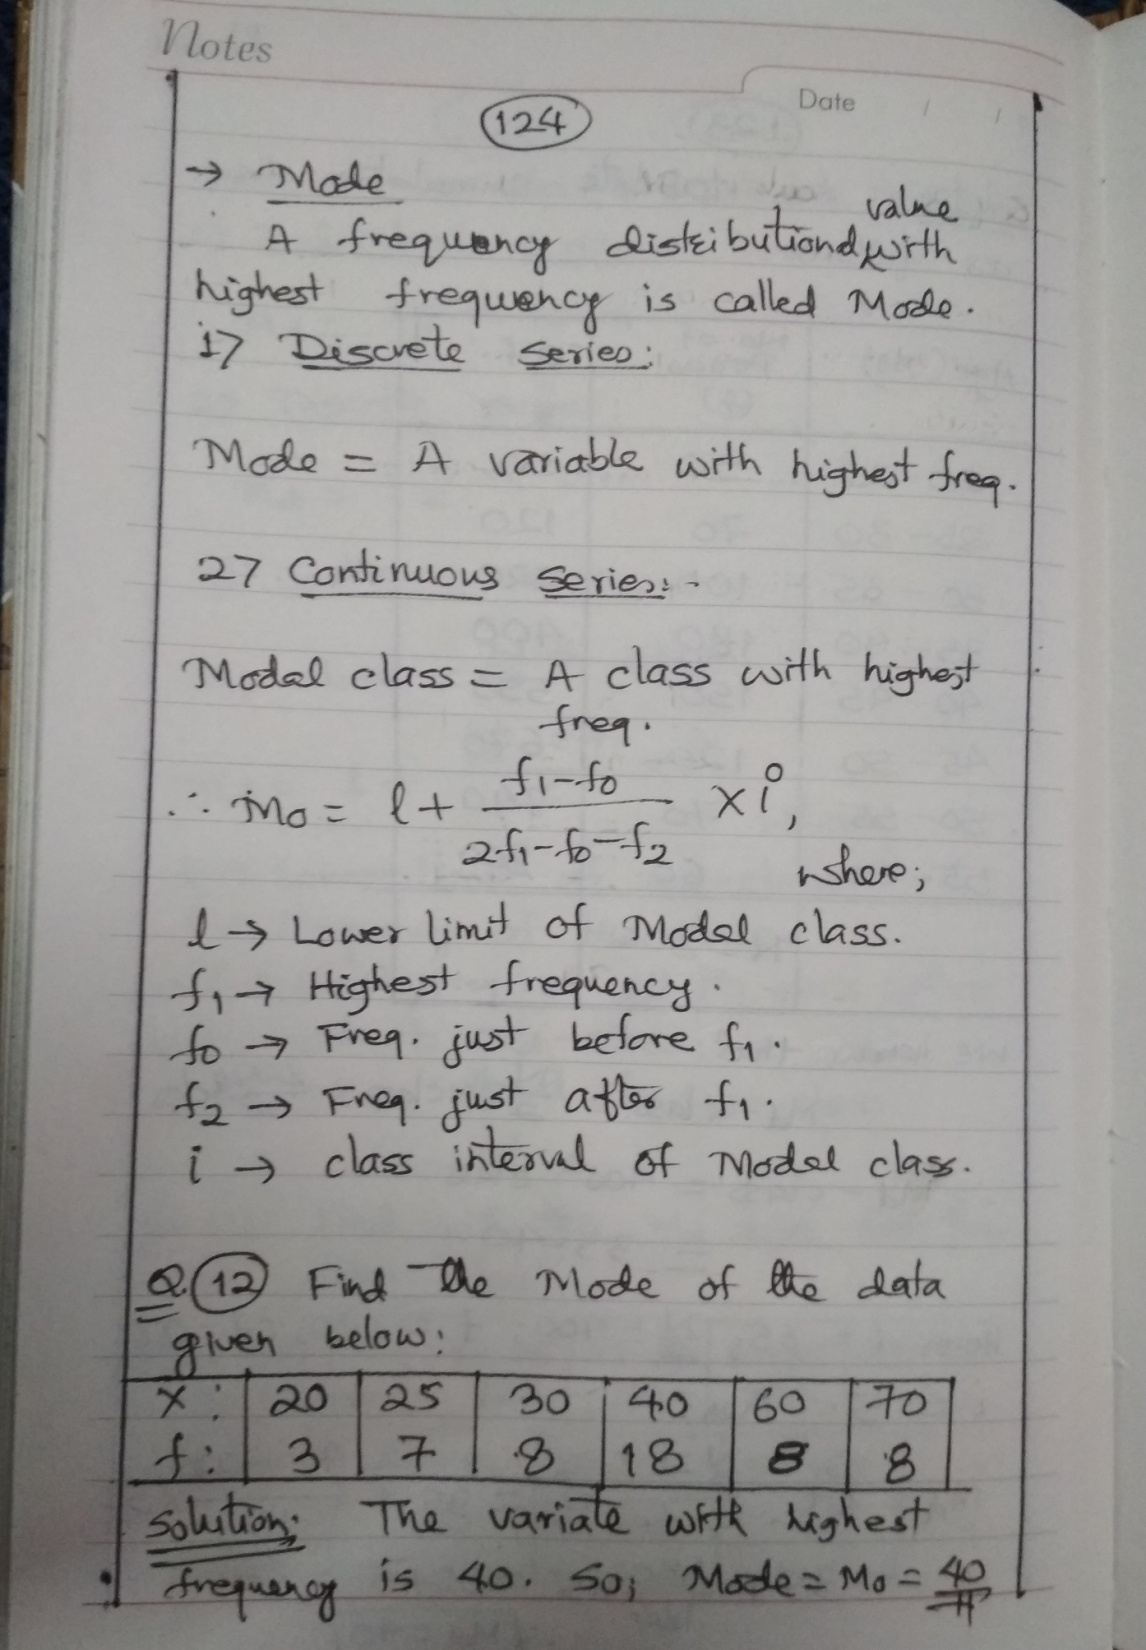 Notes
Date / /
124
→ Mode
A frequency distribution value with
highest frequency is called Mode.
1> Discrete series:
Mode = A variable with highest freq.
2> Continuous series:-
Model class = A class with highest
freq.
∴ Mo = l + (f1-f0)/(2f1-f0-f2) × i,
where;
l → Lower limit of Model class.
f1 → Highest frequency.
f0 → Freq. just before f1.
f2 → Freq. just after f1.
i → class interval of Model class.
Q. 12 Find the Mode of the data
given below:
X: 20 25 30 40 60 70
f: 3 7 8 18 8 8
Solution: The variate with highest
frequency is 40. So; Mode = Mo = 40